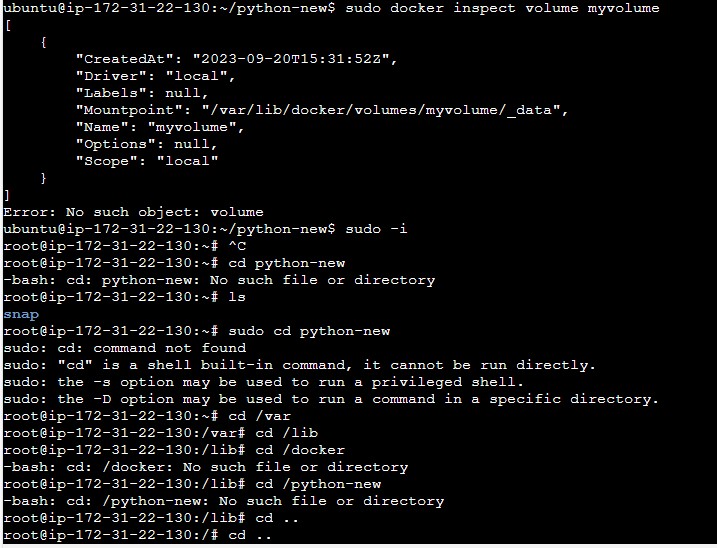 ubuntu@ip-172-31-22-130:~/python-new$ sudo docker inspect volume myvolume
[
    {
        "CreatedAt": "2023-09-20T15:31:52Z",
        "Driver": "local",
        "Labels": null,
        "Mountpoint": "/var/lib/docker/volumes/myvolume/_data",
        "Name": "myvolume",
        "Options": null,
        "Scope": "local"
    }
]
Error: No such object: volume
ubuntu@ip-172-31-22-130:~/python-new$ sudo -i
root@ip-172-31-22-130:~# ^C
root@ip-172-31-22-130:~# cd python-new
-bash: cd: python-new: No such file or directory
root@ip-172-31-22-130:~# ls
snap
root@ip-172-31-22-130:~# sudo cd python-new
sudo: cd: command not found
sudo: "cd" is a shell built-in command, it cannot be run directly.
sudo: the -s option may be used to run a privileged shell.
sudo: the -D option may be used to run a command in a specific directory.
root@ip-172-31-22-130:~# cd /var
root@ip-172-31-22-130:/var# cd /lib
root@ip-172-31-22-130:/lib# cd /docker
-bash: cd: /docker: No such file or directory
root@ip-172-31-22-130:/lib# cd /python-new
-bash: cd: /python-new: No such file or directory
root@ip-172-31-22-130:/lib# cd ..
root@ip-172-31-22-130:/# cd ..